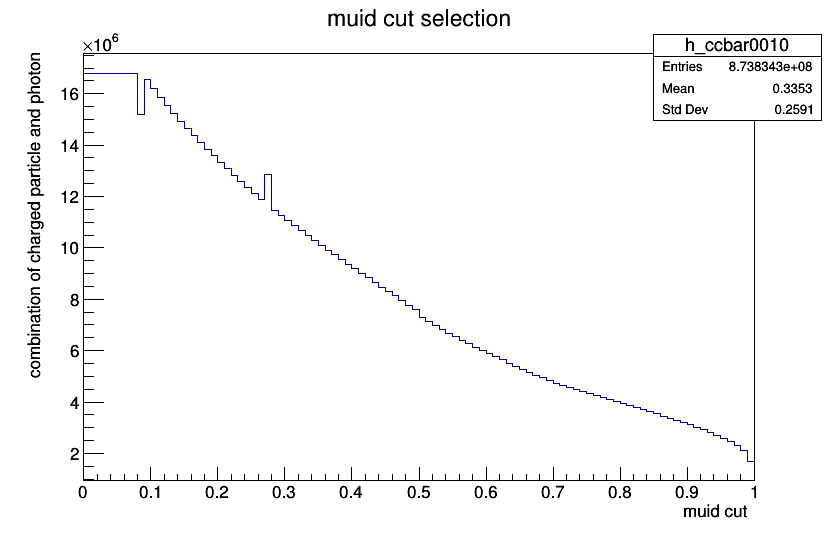 muid cut selection
×10⁶
h_ccbar0010
Entries 8.738343e+08
Mean 0.3353
Std Dev 0.2591
combination of charged particle and photon
16
14
12
10
8
6
4
2
0 0.1 0.2 0.3 0.4 0.5 0.6 0.7 0.8 0.9 1
muid cut